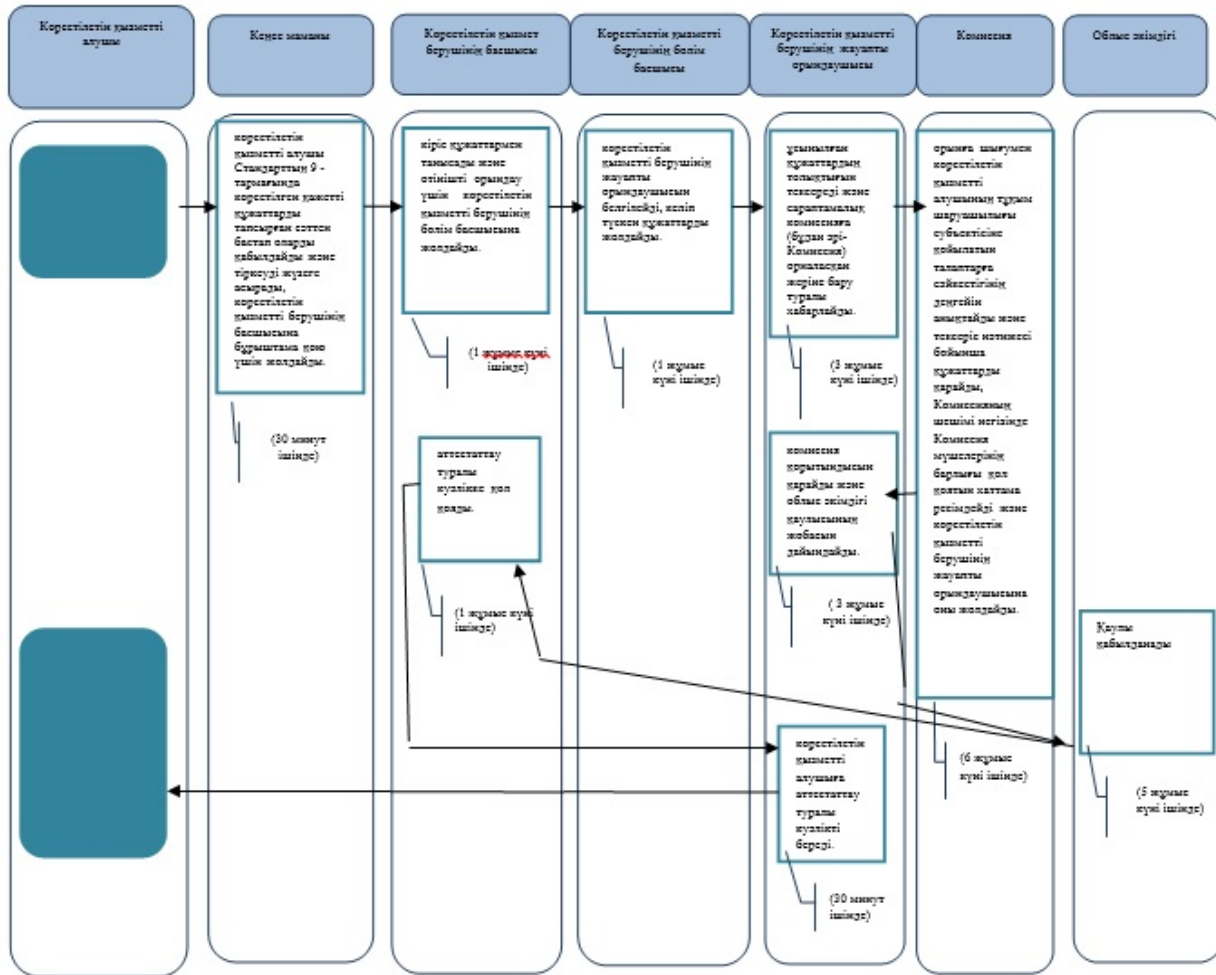 Көрсетілетін қызметті
алушы
Кеңсе маманы
Көрсетілетін қызмет
берушінің басшысы
Көрсетілетін қызметті
берушінің бөлім
басшысы
Көрсетілетін қызметті
берушінің жауапты
орындаушысы
Комиссия
Облыс әкімдігі
көрсетілетін
қызметті алушы
Стандарттың 9 -
тармағында
көрсетілген қажетті
құжаттарды
тапсырған сәттен
бастап оларды
қабылдайды және
тіркеуді жүзеге
асырады,
көрсетілетін
қызметті берушінің
басшысына
бұрыштама қою
үшін жолдайды.
(30 минут
ішінде)
кіріс құжаттармен
танысады және
өтінішті орындау
үшін көрсетілетін
қызметті берушінің
бөлім басшысына
жолдайды.
(1 жұмыс күні
ішінде)
көрсетілетін
қызметті берушінің
жауапты
орындаушысын
белгілейді, келіп
түскен құжаттарды
жолдайды.
(1 жұмыс
күні ішінде)
ұсынылған
құжаттардың
толықтығын
тексереді және
сараптамалық
комиссияға
(бұдан әрі-
Комиссия)
орналасқан
жеріне бару
туралы
хабарлайды.
(3 жұмыс
күні ішінде)
орынға шығумен
көрсетілетін
қызметті
алушының тұқым
шаруашылығы
субъектісіне
қойылатын
талаптарға
сәйкестігінің
деңгейін
анықтайды және
тексеріс нәтижесі
бойынша
құжаттарды
қарайды,
Комиссияның
шешімі негізінде
Комиссия
мүшелерінің
барлығы қол
қоятын хаттама
ресімдейді және
көрсетілетін
қызметті
берушінің
жауапты
орындаушысына
оны жолдайды.
(6 жұмыс
күні ішінде)
комиссия
қорытындысын
қарайды және
облыс әкімдігі
қаулысының
жобасын
дайындайды.
( 3 жұмыс
күні ішінде)
Қаулы
қабылданады
(5 жұмыс
күні ішінде)
аттестаттау
туралы
куәлікке қол
қояды.
(1 жұмыс күні
ішінде)
көрсетілетін
қызметті
алушыға
аттестаттау
туралы
куәлікті
береді.
(30 минут
ішінде)